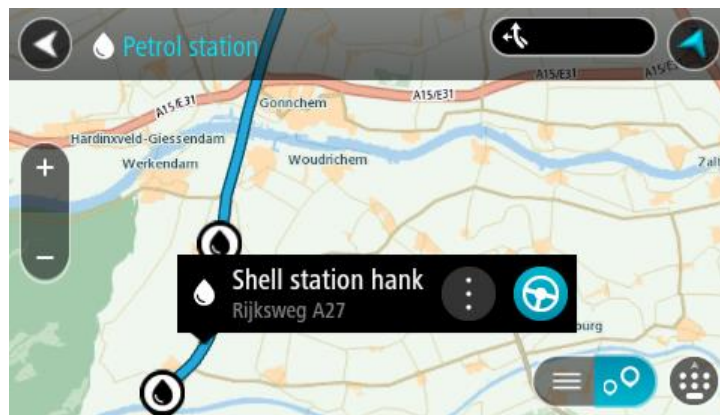 Petrol station
A15/E31
A15/E31
A15/E31
Gonnchem
Hardinxveld-Giessendam
Werkendam
Woudrichem
Zalt
+
−
Shell station hank
Rijksweg A27
burg